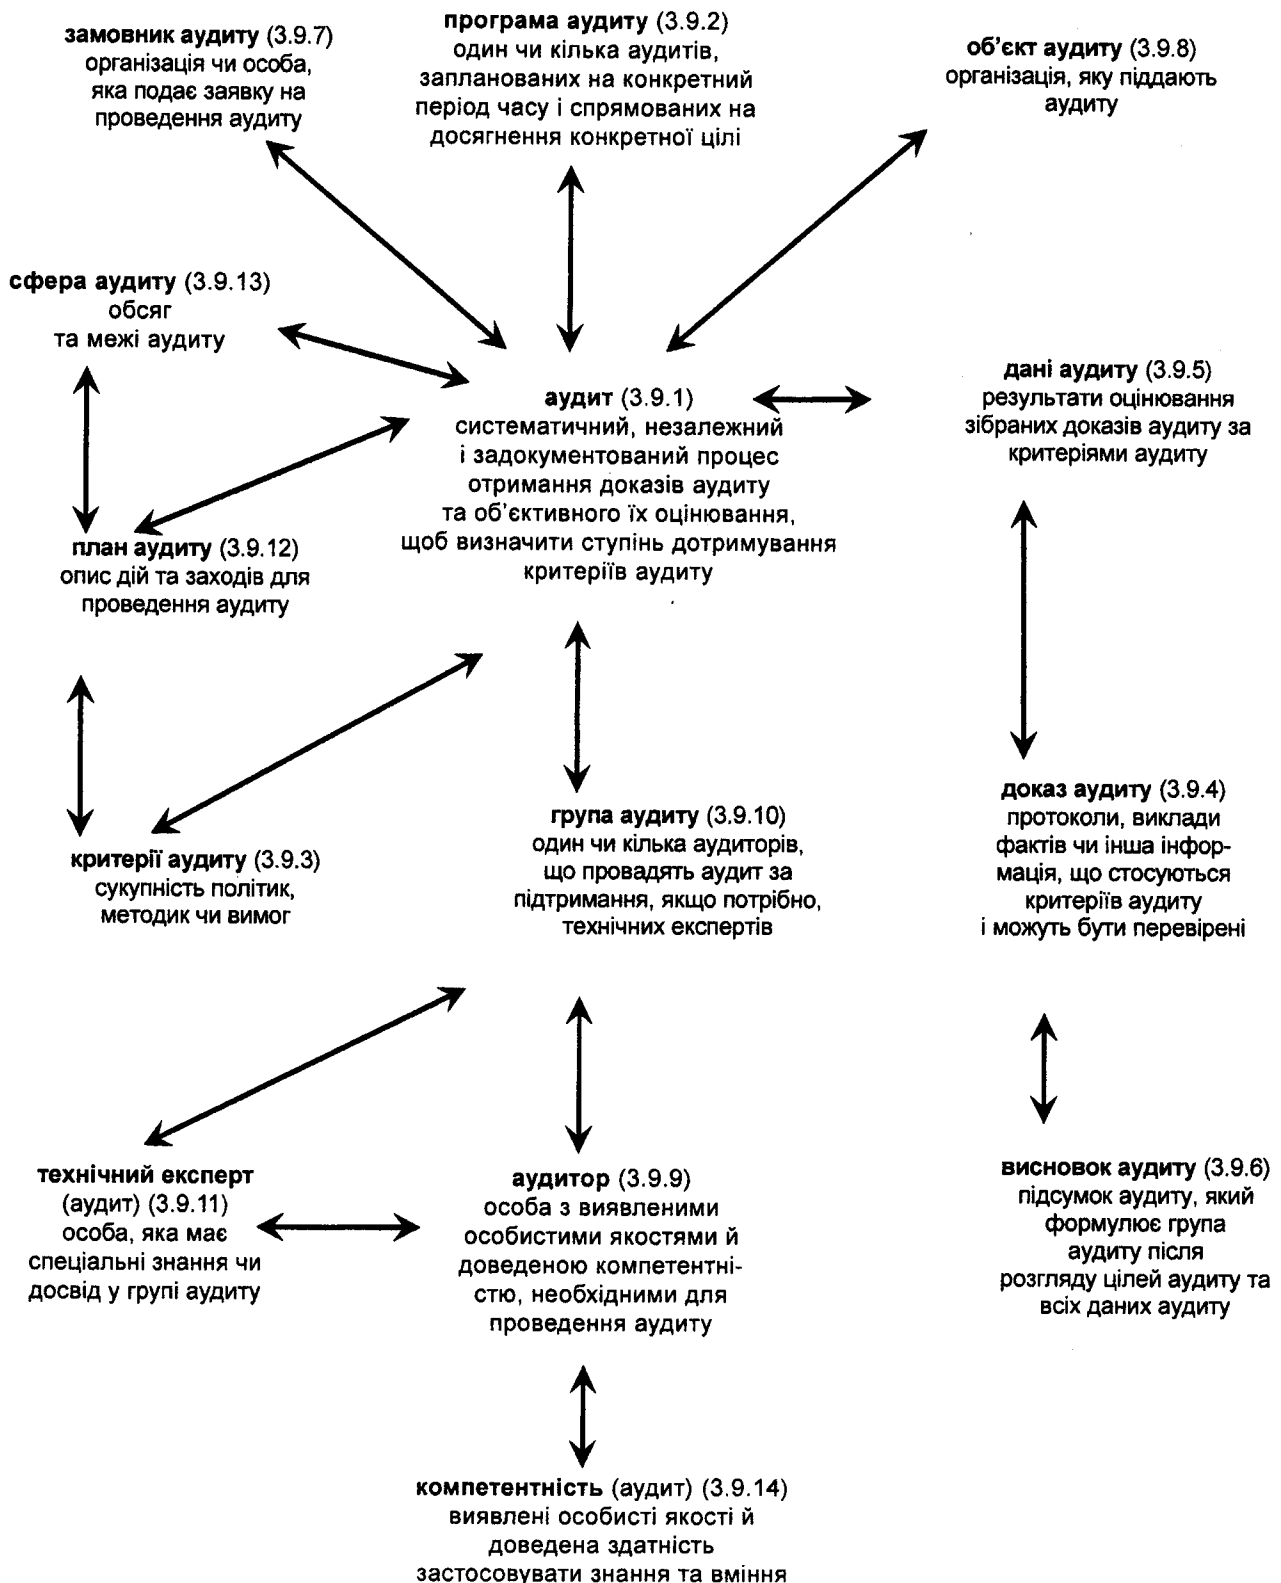 замовник аудиту (3.9.7)
організація чи особа,
яка подає заявку на
проведення аудиту
програма аудиту (3.9.2)
один чи кілька аудитів,
запланованих на конкретний
період часу і спрямованих на
досягнення конкретної цілі
об’єкт аудиту (3.9.8)
організація, яку піддають
аудиту
сфера аудиту (3.9.13)
обсяг
та межі аудиту
аудит (3.9.1)
систематичний, незалежний
і задокументований процес
отримання доказів аудиту
та об’єктивного їх оцінювання,
щоб визначити ступінь дотримування
критеріїв аудиту
дані аудиту (3.9.5)
результати оцінювання
зібраних доказів аудиту за
критеріями аудиту
план аудиту (3.9.12)
опис дій та заходів для
проведення аудиту
критерії аудиту (3.9.3)
сукупність політик,
методик чи вимог
група аудиту (3.9.10)
один чи кілька аудиторів,
що провадять аудит за
підтримання, якщо потрібно,
технічних експертів
доказ аудиту (3.9.4)
протоколи, виклади
фактів чи інша інфор-
мація, що стосуються
критеріїв аудиту
і можуть бути перевірені
технічний експерт
(аудит) (3.9.11)
особа, яка має
спеціальні знання чи
досвід у групі аудиту
аудитор (3.9.9)
особа з виявленими
особистими якостями й
доведеною компетентні-
стю, необхідними для
проведення аудиту
висновок аудиту (3.9.6)
підсумок аудиту, який
формулює група
аудиту після
розгляду цілей аудиту та
всіх даних аудиту
компетентність (аудит) (3.9.14)
виявлені особисті якості й
доведена здатність
застосовувати знання та вміння